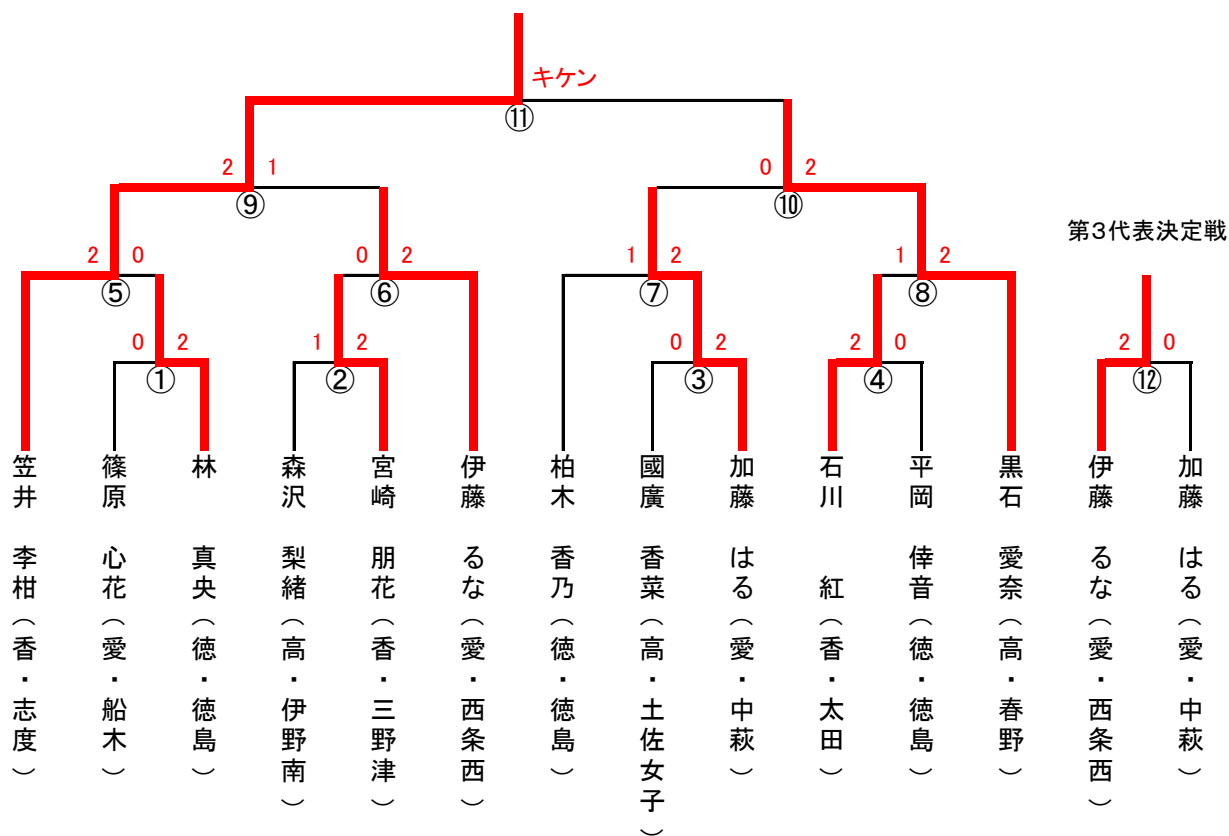 キケン
⑪
2 1
0 2
⑨
⑩
第3代表決定戦
2 0
0 2
1 2
1 2
⑤
⑥
⑦
⑧
0 2
1 2
0 2
2 0
2 0
①
②
③
④
⑫
笠井 李柑(香・志度)
篠原 心花(愛・船木)
林 真央(徳・徳島)
森沢 梨緒(高・伊野南)
宮崎 朋花(香・三野津)
伊藤 るな(愛・西条西)
柏木 香乃(徳・徳島)
國廣 香菜(高・土佐女子)
加藤 はる(愛・中萩)
石川 紅(香・太田)
平岡 倖音(徳・徳島)
黒石 愛奈(高・春野)
伊藤 るな(愛・西条西)
加藤 はる(愛・中萩)